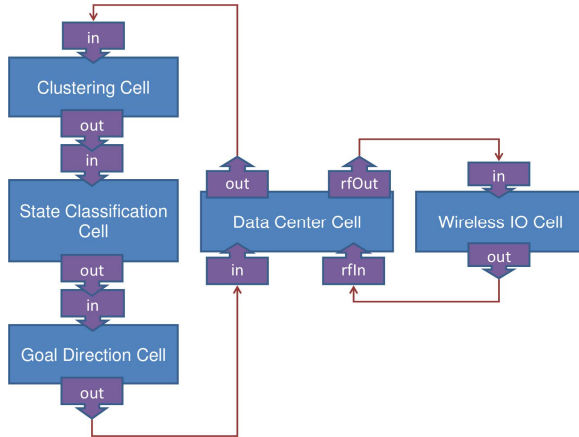 in
Clustering Cell
out
in
State Classification
Cell
out
in
Goal Direction Cell
out
out
rfOut
Data Center Cell
in
rfIn
in
Wireless IO Cell
out